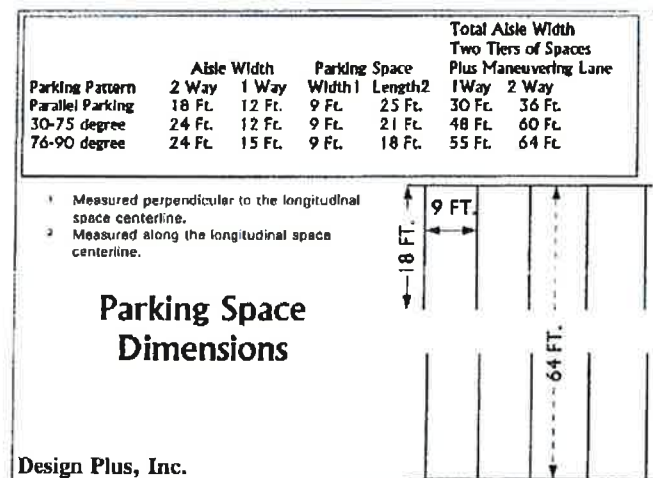 Total Aisle Width
Two Tiers of Spaces
Aisle Width Parking Space Plus Maneuvering Lane
Parking Pattern 2 Way 1 Way Width1 Length2 1Way 2 Way
Parallel Parking 18 Ft. 12 Ft. 9 Ft. 25 Ft. 30 Ft. 36 Ft.
30-75 degree 24 Ft. 12 Ft. 9 Ft. 21 Ft. 48 Ft. 60 Ft.
76-90 degree 24 Ft. 15 Ft. 9 Ft. 18 Ft. 55 Ft. 64 Ft.
1 Measured perpendicular to the longitudinal
space centerline.
2 Measured along the longitudinal space
centerline.
9 FT.
18 FT.
64 FT.
Parking Space
Dimensions
Design Plus, Inc.